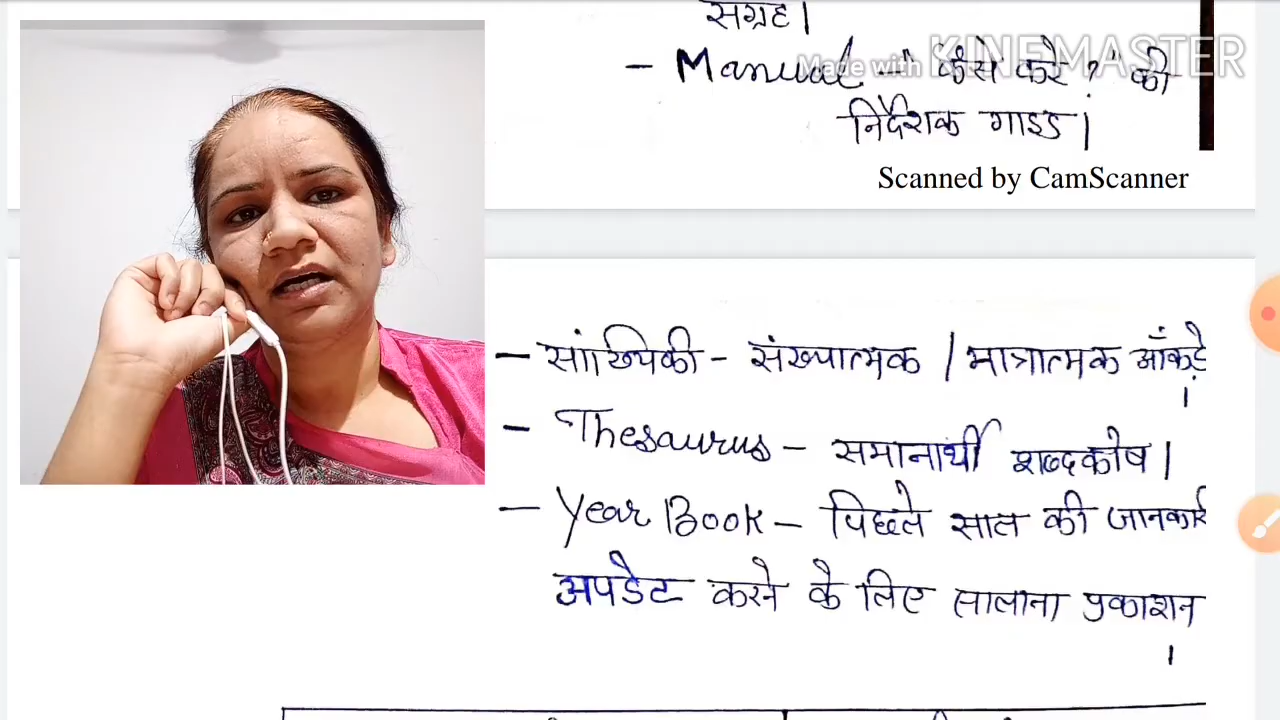 संग्रह।
- Manual - "कैसे करे?" की
Made with KINEMASTER
निर्देशक गाइड।
Scanned by CamScanner
- सांख्यिकी - संख्यात्मक / मात्रात्मक आँकड़े
।
- Thesaurus - समानार्थी शब्दकोष।
- Year Book - पिछले साल की
अपडेट करने के लिए सालाना प्रकाशन
।